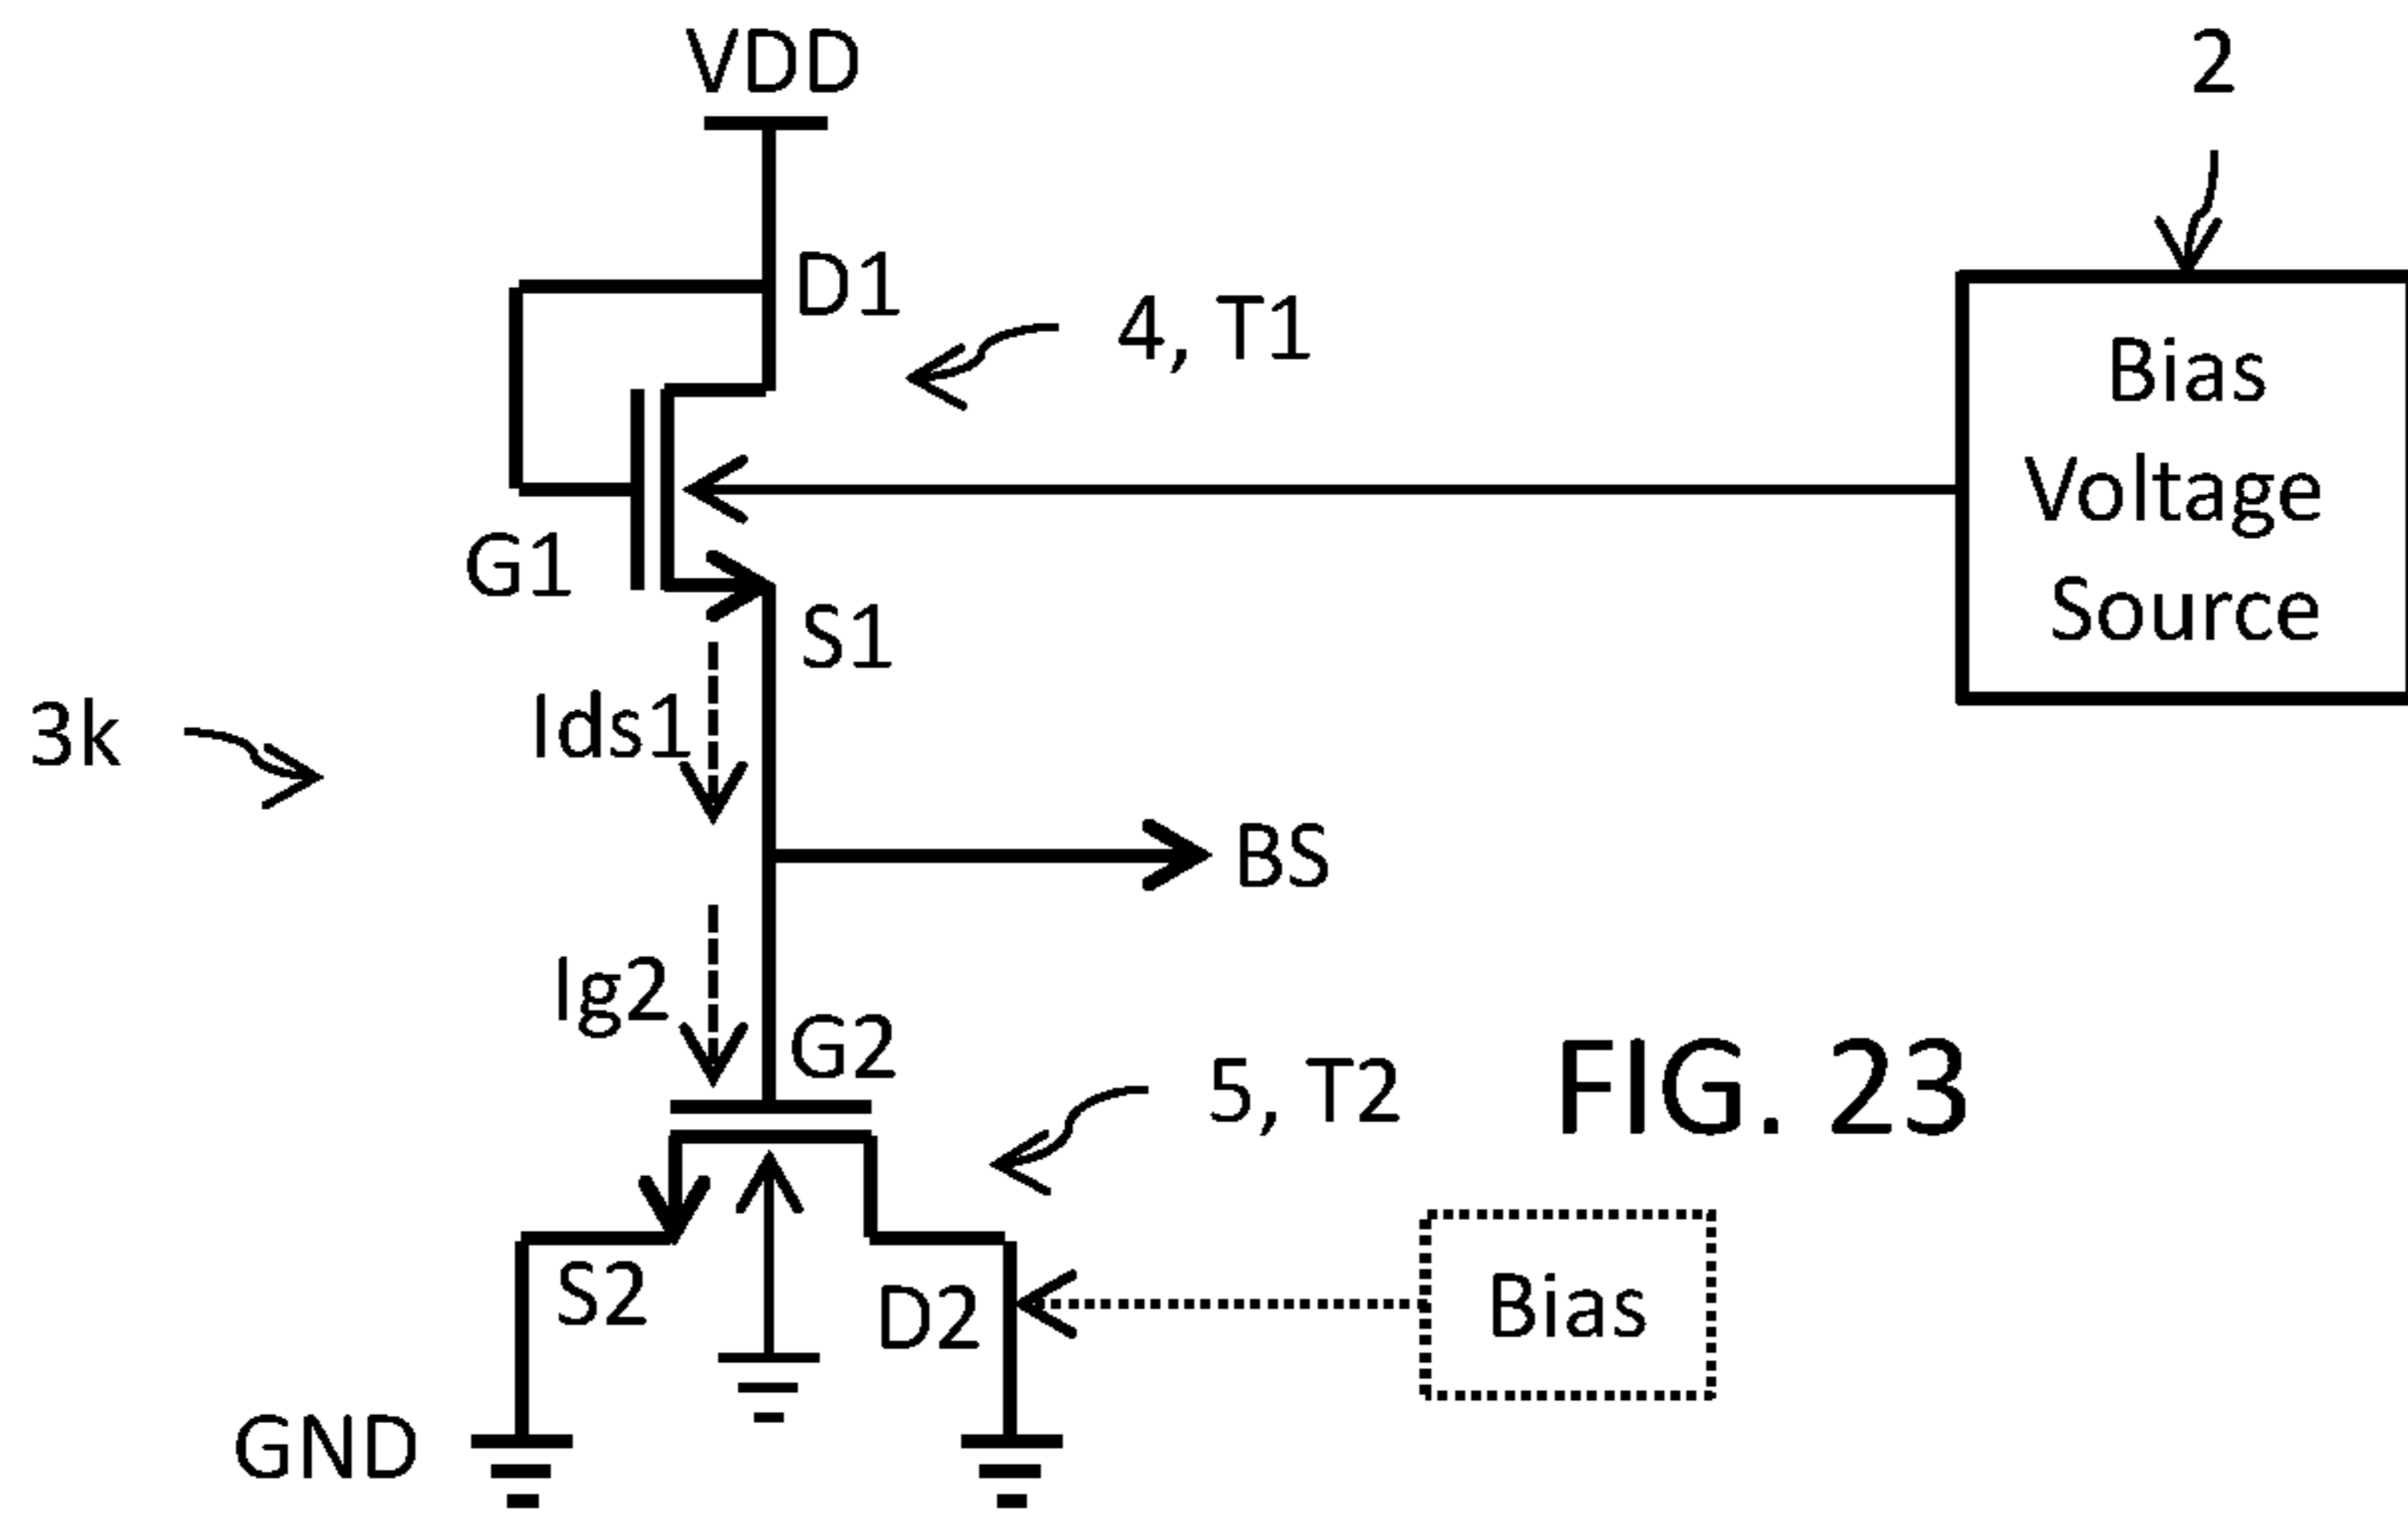 VDD
2
D1
4, T1
Bias
Voltage
Source
G1
S1
Ids1
3k
BS
Ig2
G2
5, T2
FIG. 23
S2
D2
Bias
GND